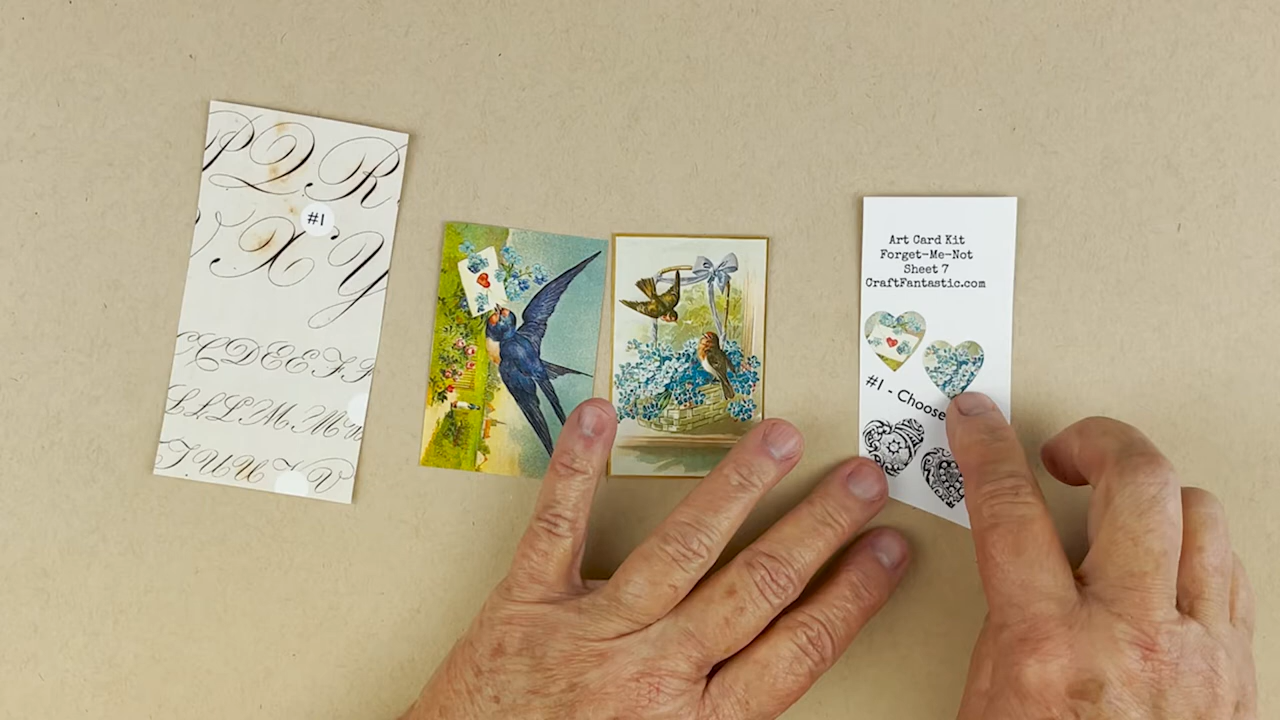 P Q R
#1
X Y
C C D E E F F
L L L M M M
T U U V V
Art Card Kit
Forget-Me-Not
Sheet 7
CraftFantastic.com
#1 - Choose